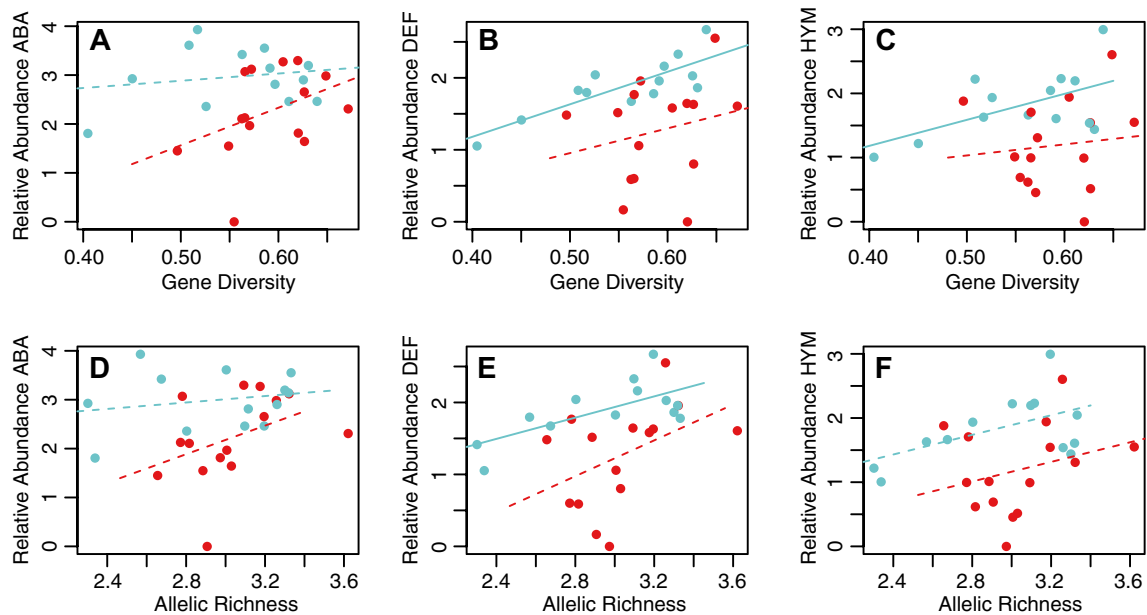 A
Relative Abundance ABA
4
3
2
1
0
0.40 0.50 0.60
Gene Diversity
B
Relative Abundance DEF
2
1
0
0.40 0.50 0.60
Gene Diversity
C
Relative Abundance HYM
3
2
1
0
0.40 0.50 0.60
Gene Diversity
D
Relative Abundance ABA
4
3
2
1
0
2.4 2.8 3.2 3.6
Allelic Richness
E
Relative Abundance DEF
2
1
0
2.4 2.8 3.2 3.6
Allelic Richness
F
Relative Abundance HYM
3
2
1
0
2.4 2.8 3.2 3.6
Allelic Richness